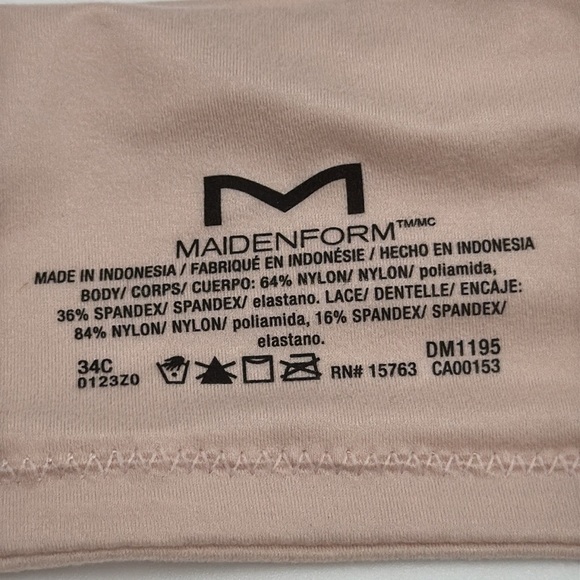 M
MAIDENFORM™/MC
MADE IN INDONESIA / FABRIQUÉ EN INDONÉSIE / HECHO EN INDONESIA
BODY/ CORPS/ CUERPO: 64% NYLON/ NYLON/ poliamida,
36% SPANDEX/ SPANDEX/ elastano. LACE/ DENTELLE/ ENCAJE:
84% NYLON/ NYLON/ poliamida, 16% SPANDEX/ SPANDEX/
elastano.
34C
0123Z0
RN# 15763
DM1195
CA00153